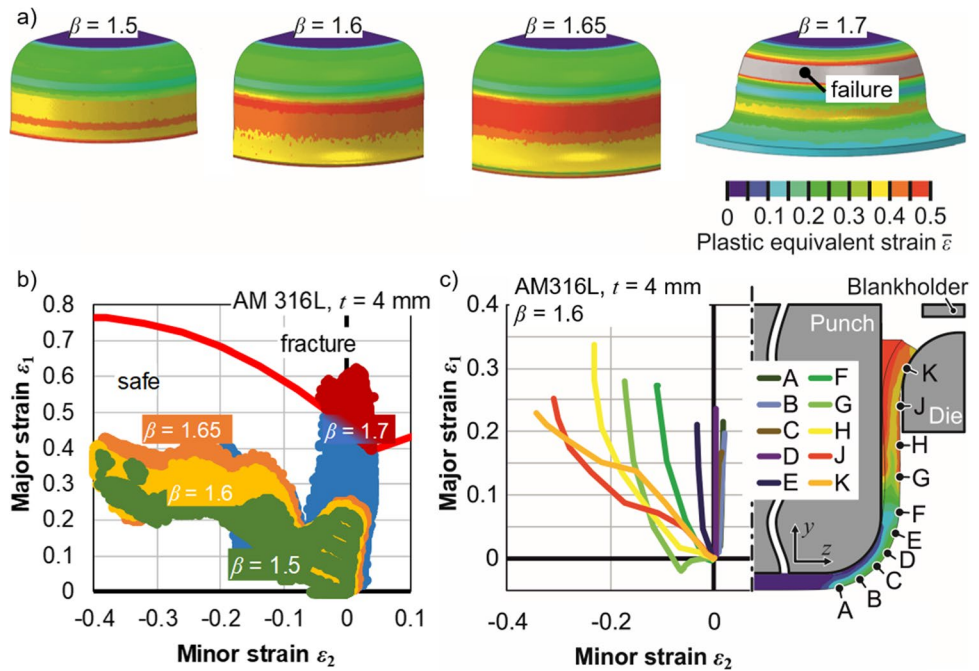 a)
β = 1.5
β = 1.6
β = 1.65
β = 1.7
failure
0 0.1 0.2 0.3 0.4 0.5
Plastic equivalent strain ε̅
b)
AM 316L, t = 4 mm
fracture
safe
β = 1.65
β = 1.7
β = 1.6
β = 1.5
0.8
0.7
0.6
0.5
0.4
0.3
0.2
0.1
0
-0.4 -0.3 -0.2 -0.1 0 0.1
Major strain ε₁
Minor strain ε₂
c)
AM316L, t = 4 mm
β = 1.6
0.4
0.3
0.2
0.1
0
-0.4 -0.2 0
Major strain ε₁
Minor strain ε₂
A F
B G
C H
D J
E K
Blankholder
Punch
Die
K
J
H
G
F
E
D
C
B
A
y
z